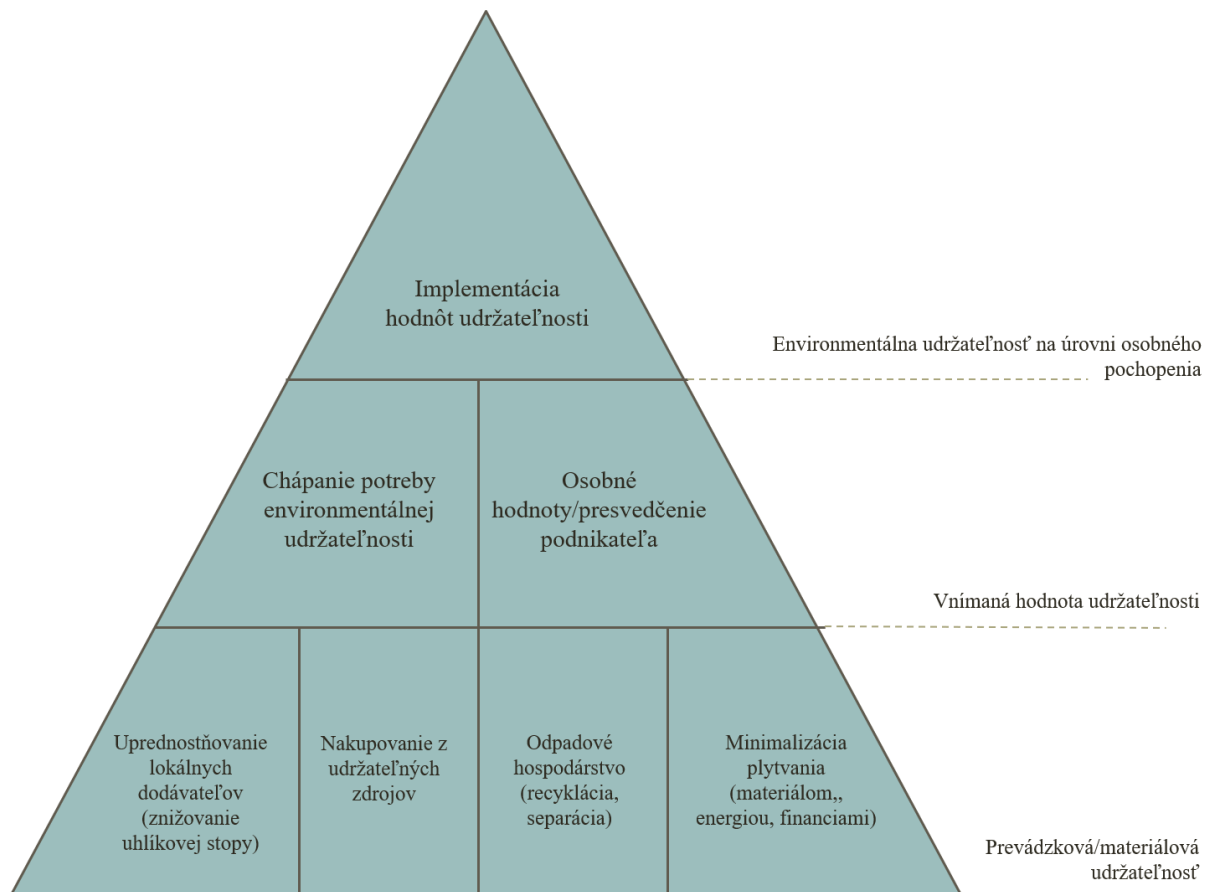 Implementácia
hodnôt udržateľnosti
Environmentálna udržateľnosť na úrovni osobného
pochopenia
Chápanie potreby
environmentálnej
udržateľnosti
Osobné
hodnoty/presvedčenie
podnikateľa
Vnímaná hodnota udržateľnosti
Uprednostňovanie
lokálnych
dodávateľov
(znižovanie
uhlíkovej stopy)
Nakupovanie z
udržateľných
zdrojov
Odpadové
hospodárstvo
(recyklácia,
separácia)
Minimalizácia
plytvania
(materiálom,,
energiou, financiami)
Prevádzková/materiálová
udržateľnosť